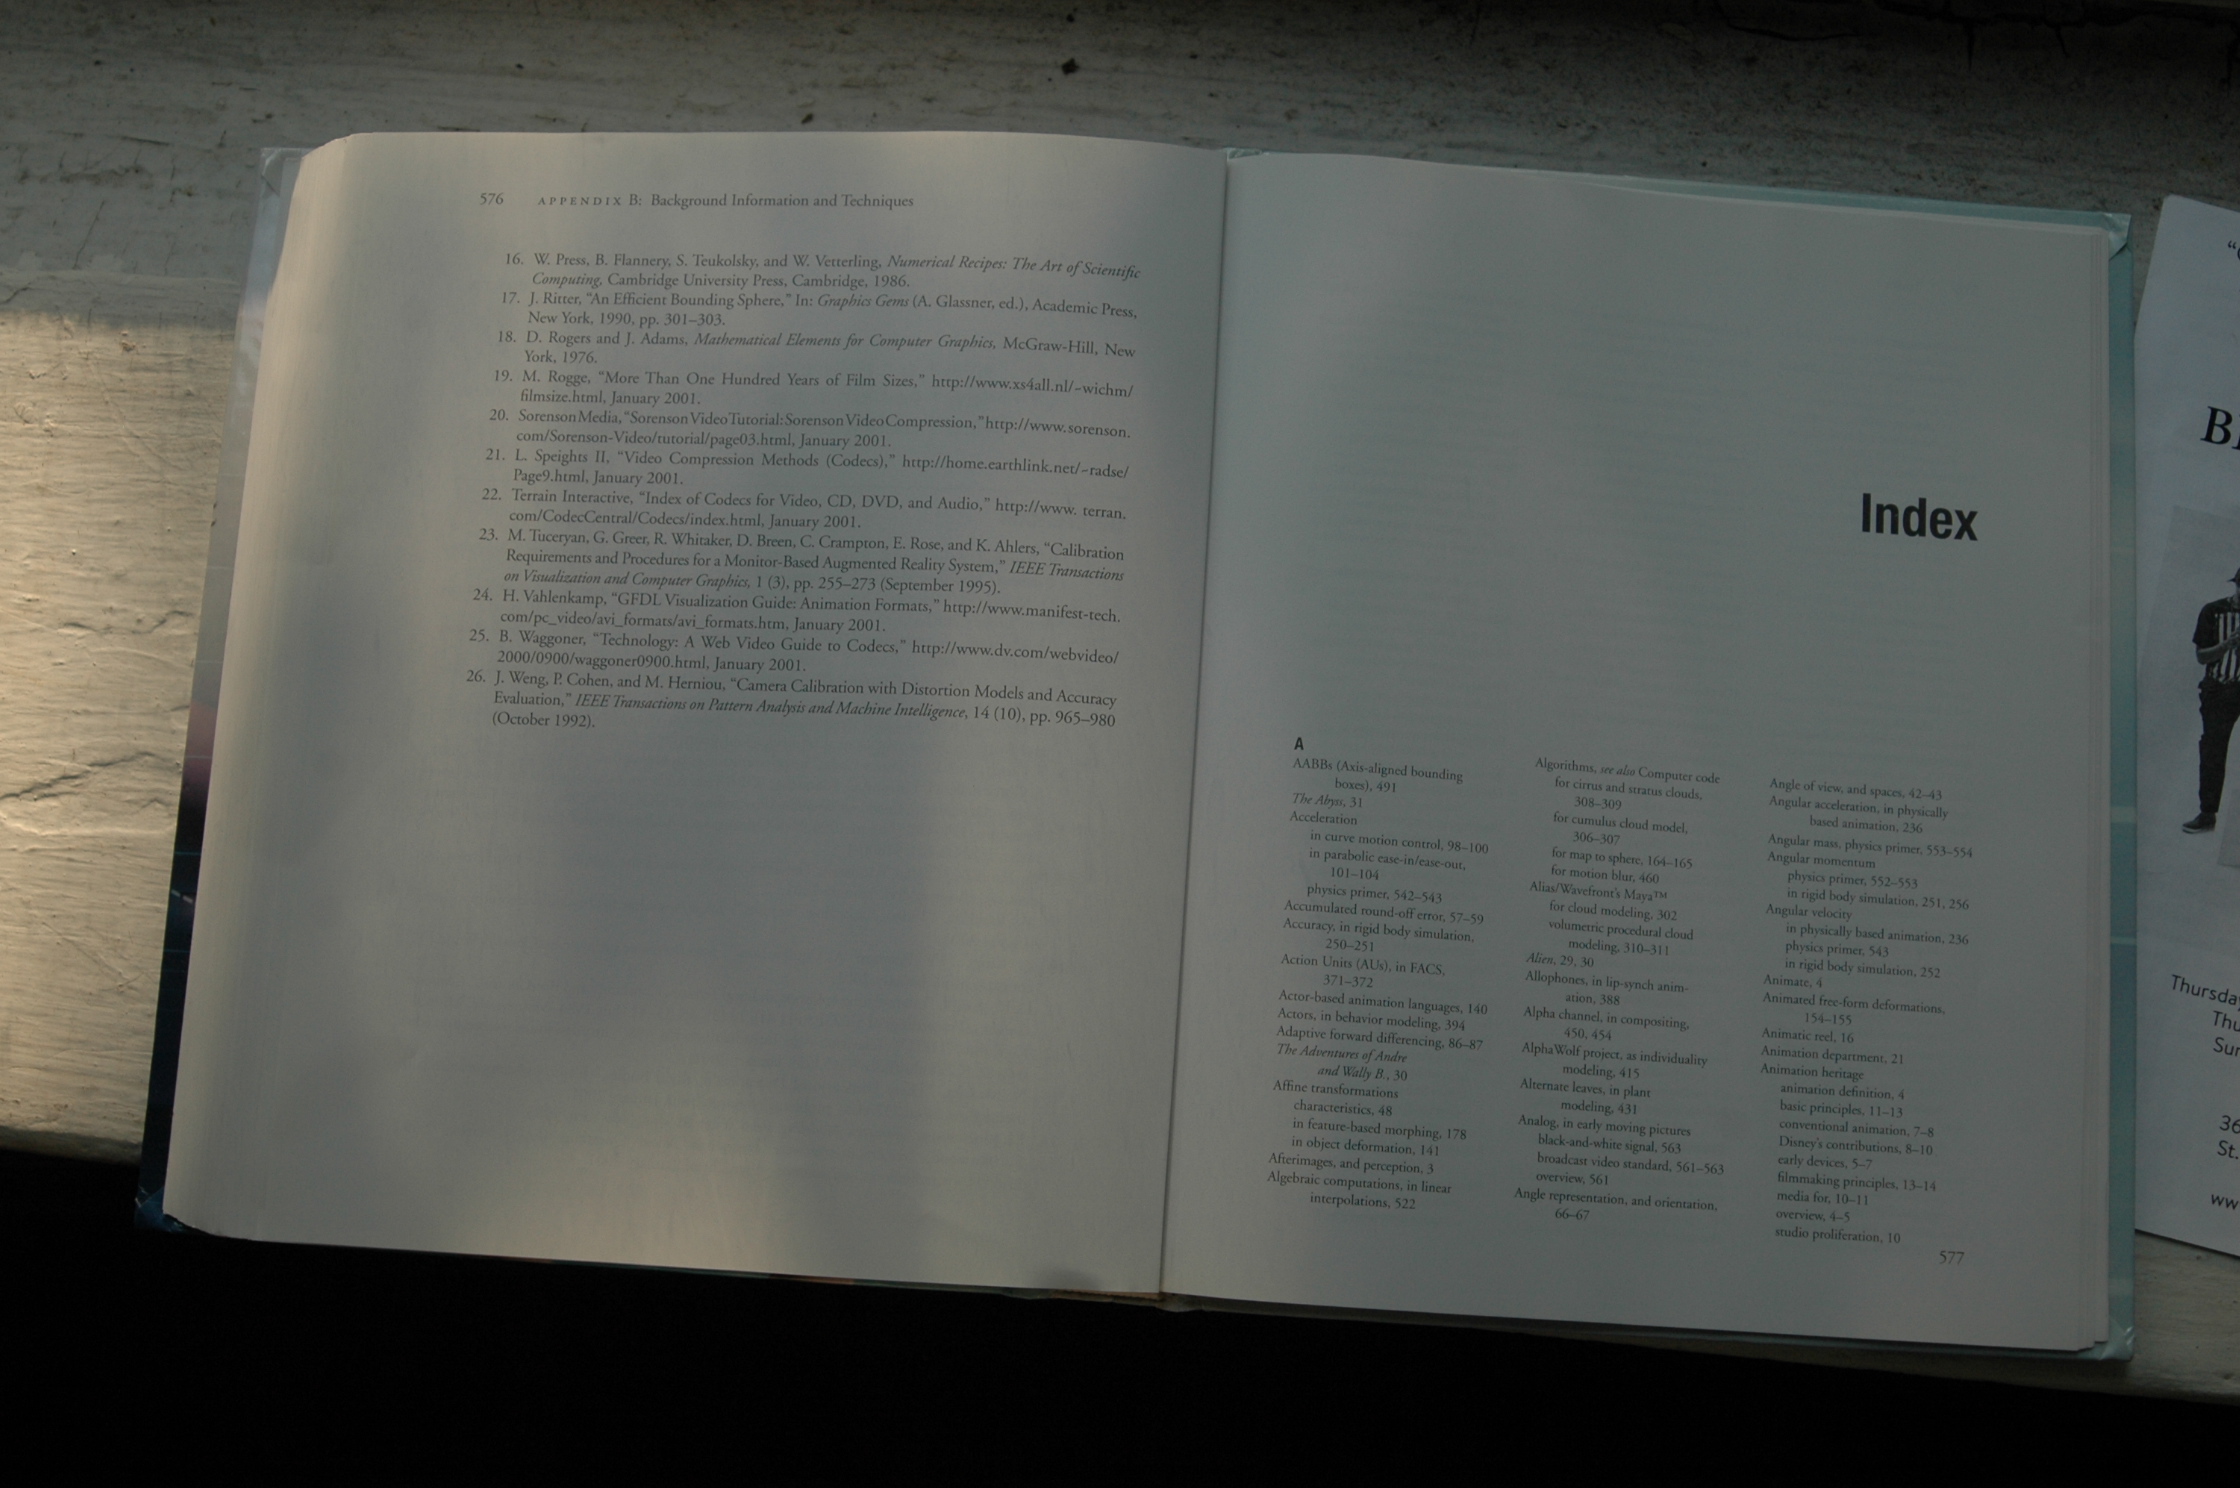 576 APPENDIX B: Background Information and Techniques
16. W. Press, B. Flannery, S. Teukolsky, and W. Vetterling, Numerical Recipes: The Art of Scientific
Computing, Cambridge University Press, Cambridge, 1986.
17. J. Ritter, “An Efficient Bounding Sphere,” In: Graphics Gems (A. Glassner, ed.), Academic Press,
New York, 1990, pp. 301–303.
18. D. Rogers and J. Adams, Mathematical Elements for Computer Graphics, McGraw-Hill, New
York, 1976.
19. M. Rogge, “More Than One Hundred Years of Film Sizes,” http://www.xs4all.nl/~wichm/
filmsize.html, January 2001.
20. Sorenson Media, “Sorenson Video Tutorial: Sorenson Video Compression,” http://www.sorenson.
com/Sorenson-Video/tutorial/page03.html, January 2001.
21. L. Speights II, “Video Compression Methods (Codecs),” http://home.earthlink.net/~radse/
Page9.html, January 2001.
22. Terrain Interactive, “Index of Codecs for Video, CD, DVD, and Audio,” http://www. terran.
com/CodecCentral/Codecs/index.html, January 2001.
23. M. Tuceryan, G. Greer, R. Whitaker, D. Breen, C. Crampton, E. Rose, and K. Ahlers, “Calibration
Requirements and Procedures for a Monitor-Based Augmented Reality System,” IEEE Transactions
on Visualization and Computer Graphics, 1 (3), pp. 255–273 (September 1995).
24. H. Vahlenkamp, “GFDL Visualization Guide: Animation Formats,” http://www.manifest-tech.
com/pc_video/avi_formats/avi_formats.htm, January 2001.
25. B. Waggoner, “Technology: A Web Video Guide to Codecs,” http://www.dv.com/webvideo/
2000/0900/waggoner0900.html, January 2001.
26. J. Weng, P. Cohen, and M. Herniou, “Camera Calibration with Distortion Models and Accuracy
Evaluation,” IEEE Transactions on Pattern Analysis and Machine Intelligence, 14 (10), pp. 965–980
(October 1992).
Index
A
AABBs (Axis-aligned bounding
boxes), 491
The Abyss, 31
Acceleration
in curve motion control, 98–100
in parabolic ease-in/ease-out,
101–104
physics primer, 542–543
Accumulated round-off error, 57–59
Accuracy, in rigid body simulation,
250–251
Action Units (AUs), in FACS,
371–372
Actor-based animation languages, 140
Actors, in behavior modeling, 394
Adaptive forward differencing, 86–87
The Adventures of Andre
and Wally B., 30
Affine transformations
characteristics, 48
in feature-based morphing, 178
in object deformation, 141
Afterimages, and perception, 3
Algebraic computations, in linear
interpolations, 522
Algorithms, see also Computer code
for cirrus and stratus clouds,
308–309
for cumulus cloud model,
306–307
for map to sphere, 164–165
for motion blur, 460
Alias/Wavefront's Maya™
for cloud modeling, 302
volumetric procedural cloud
modeling, 310–311
Alien, 29, 30
Allophones, in lip-synch anim-
ation, 388
Alpha channel, in compositing,
450, 454
AlphaWolf project, as individuality
modeling, 415
Alternate leaves, in plant
modeling, 431
Analog, in early moving pictures
black-and-white signal, 563
broadcast video standard, 561–563
overview, 561
Angle representation, and orientation,
66–67
Angle of view, and spaces, 42–43
Angular acceleration, in physically
based animation, 236
Angular mass, physics primer, 553–554
Angular momentum
physics primer, 552–553
in rigid body simulation, 251, 256
Angular velocity
in physically based animation, 236
physics primer, 543
in rigid body simulation, 252
Animate, 4
Animated free-form deformations,
154–155
Animatic reel, 16
Animation department, 21
Animation heritage
animation definition, 4
basic principles, 11–13
conventional animation, 7–8
Disney's contributions, 8–10
early devices, 5–7
filmmaking principles, 13–14
media for, 10–11
overview, 4–5
studio proliferation, 10
577
Thursda
Thu
Sun
36
St.
ww